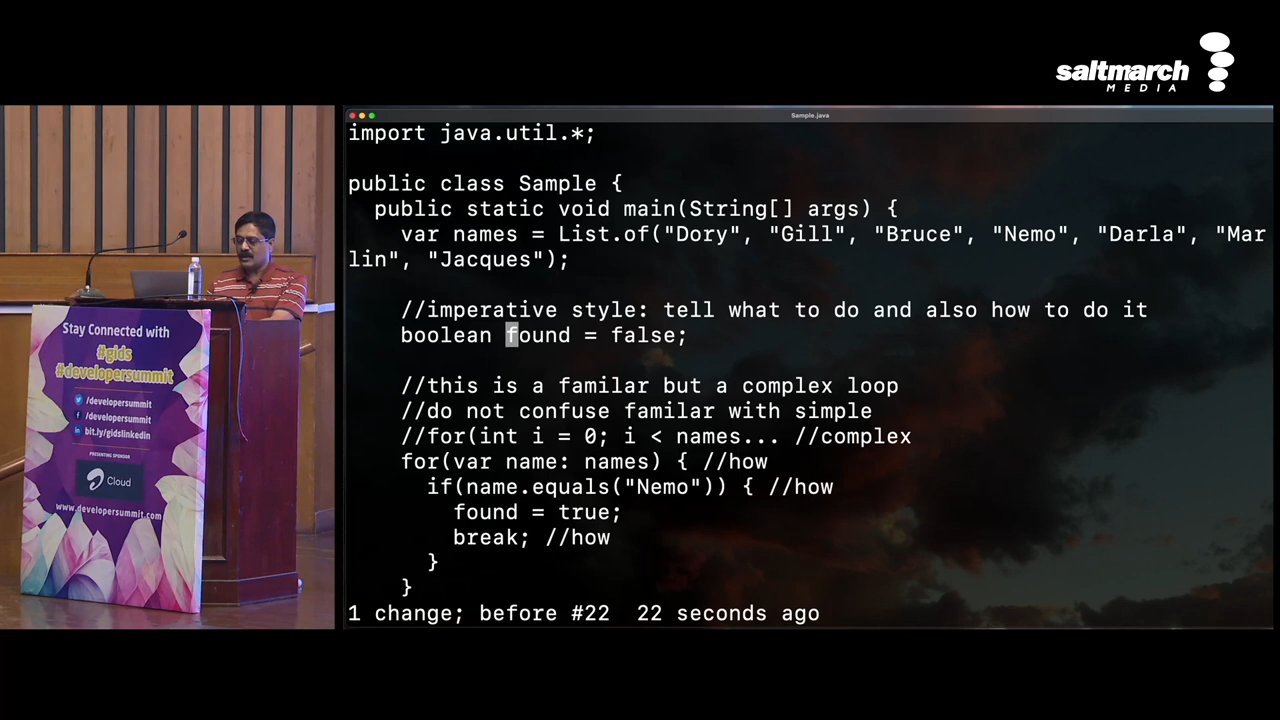 saltmarch
MEDIA
Sample.java
import java.util.*;
public class Sample {
public static void main(String[] args) {
var names = List.of("Dory", "Gill", "Bruce", "Nemo", "Darla", "Mar
lin", "Jacques");
//imperative style: tell what to do and also how to do it
boolean found = false;
//this is a familar but a complex loop
//do not confuse familar with simple
//for(int i = 0; i < names... //complex
for(var name: names) { //how
if(name.equals("Nemo")) { //how
found = true;
break; //how
}
}
1 change; before #22 22 seconds ago
Stay Connected with
#gids
#developersummit
/developersummit
/developersummit
bit.ly/gidslinkedin
PRESENTING SPONSOR
Cloud
www.developersummit.com